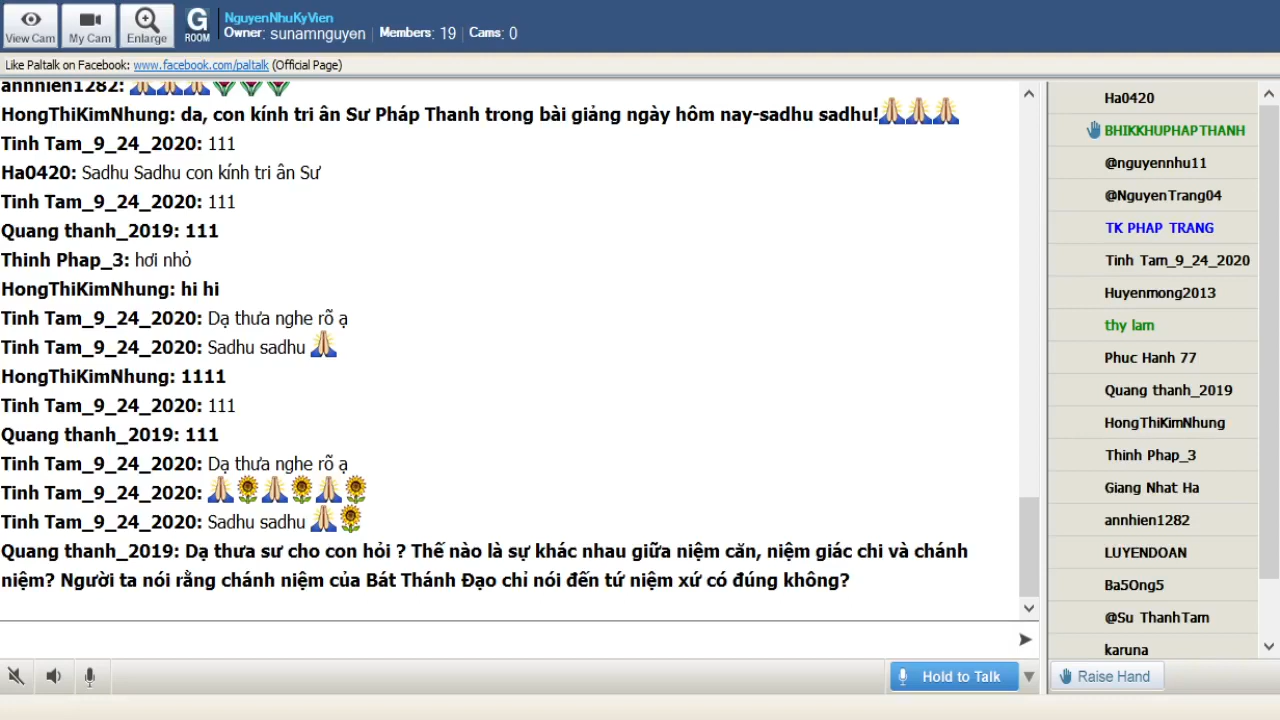 View Cam
My Cam
Enlarge
G
ROOM
NguyenNhuKyVien
Owner: sunamnguyen
Members: 19
Cams: 0
Like Paltalk on Facebook: www.facebook.com/paltalk (Official Page)
annhien1282:
HongThiKimNhung: da, con kính tri ân Sư Pháp Thanh trong bài giảng ngày hôm nay-sadhu sadhu!
Tinh Tam_9_24_2020: 111
Ha0420: Sadhu Sadhu con kính tri ân Sư
Tinh Tam_9_24_2020: 111
Quang thanh_2019: 111
Thinh Phap_3: hơi nhỏ
HongThiKimNhung: hi hi
Tinh Tam_9_24_2020: Dạ thưa nghe rõ ạ
Tinh Tam_9_24_2020: Sadhu sadhu
HongThiKimNhung: 1111
Tinh Tam_9_24_2020: 111
Quang thanh_2019: 111
Tinh Tam_9_24_2020: Dạ thưa nghe rõ ạ
Tinh Tam_9_24_2020:
Tinh Tam_9_24_2020: Sadhu sadhu
Quang thanh_2019: Dạ thưa sư cho con hỏi ? Thế nào là sự khác nhau giữa niệm căn, niệm giác chi và chánh
niệm? Người ta nói rằng chánh niệm của Bát Thánh Đạo chỉ nói đến tứ niệm xứ có đúng không?
Hold to Talk
Ha0420
BHIKKHUPHAPTHANH
@nguyennhu11
@NguyenTrang04
TK PHAP TRANG
Tinh Tam_9_24_2020
Huyenmong2013
thy lam
Phuc Hanh 77
Quang thanh_2019
HongThiKimNhung
Thinh Phap_3
Giang Nhat Ha
annhien1282
LUYENDOAN
Ba5Ong5
@Su ThanhTam
karuna
Raise Hand